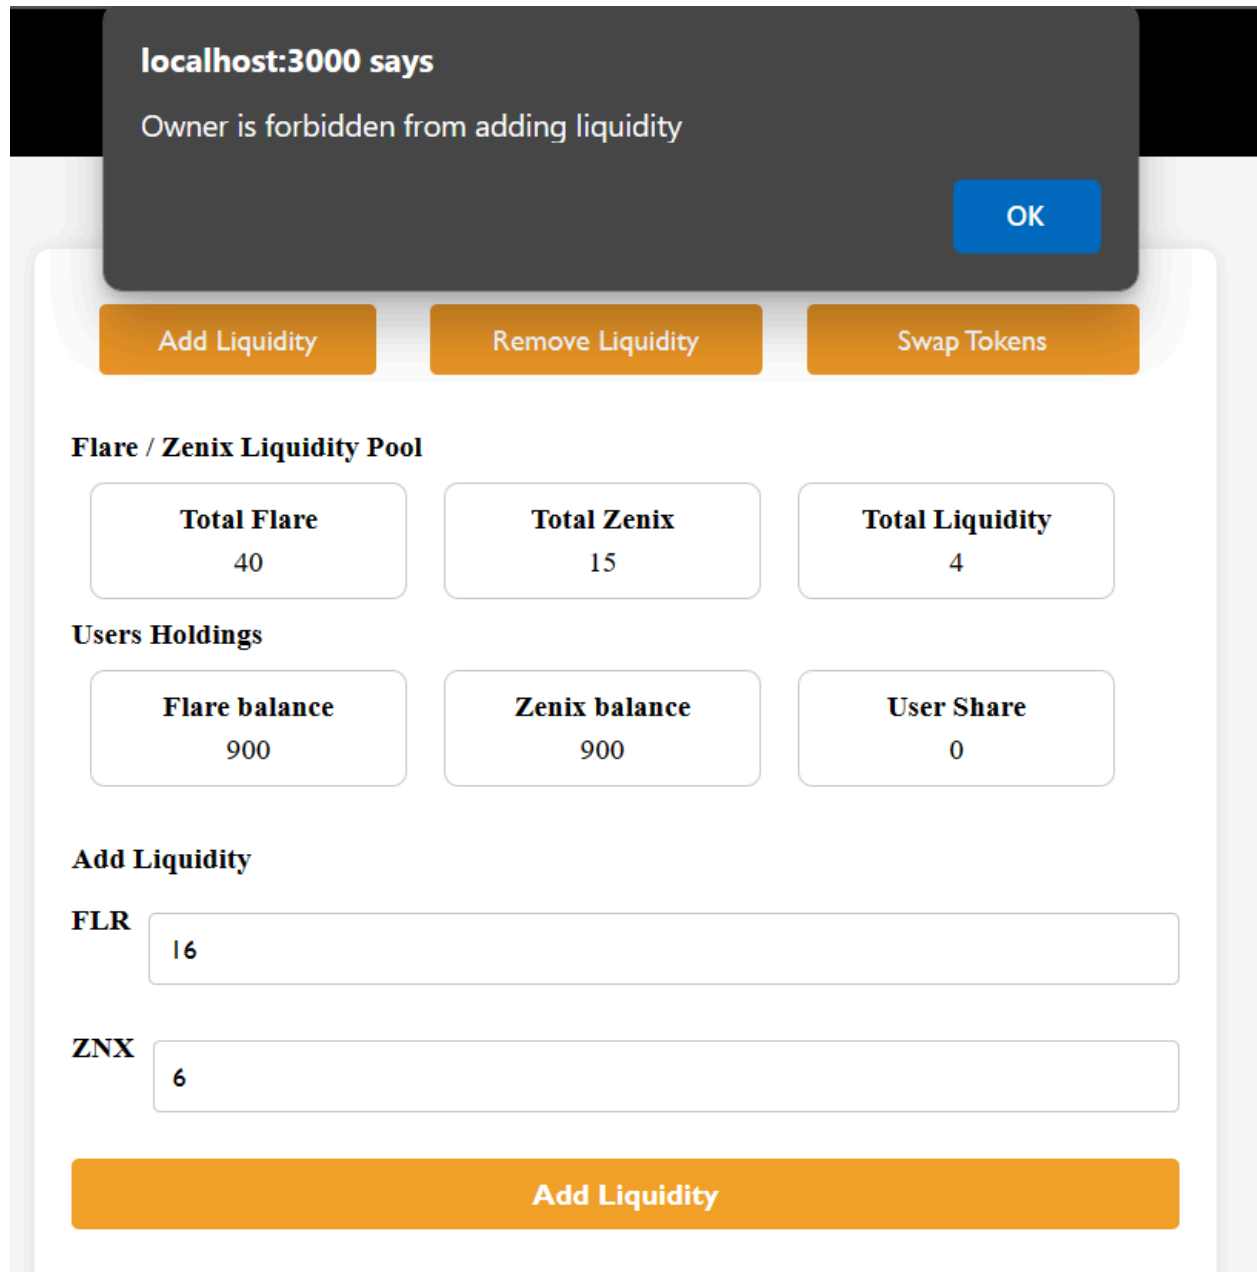 localhost:3000 says
Owner is forbidden from adding liquidity
OK
Add Liquidity Remove Liquidity Swap Tokens
Flare / Zenix Liquidity Pool
Total Flare Total Zenix Total Liquidity
40 15 4
Users Holdings
Flare balance Zenix balance User Share
900 900 0
Add Liquidity
FLR 16
ZNX 6
Add Liquidity